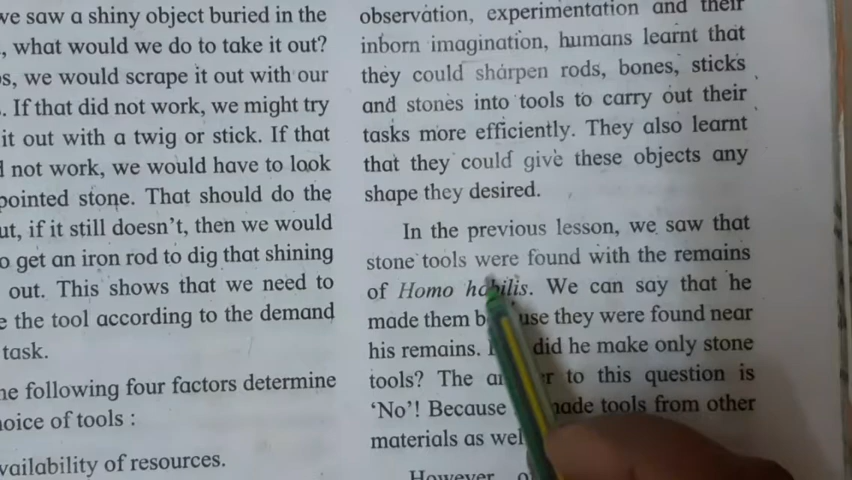 we saw a shiny object buried in the
, what would we do to take it out?
s, we would scrape it out with our
. If that did not work, we might try
it out with a twig or stick. If that
not work, we would have to look
pointed stone. That should do the
ut, if it still doesn't, then we would
o get an iron rod to dig that shining
out. This shows that we need to
e the tool according to the demand
task.
he following four factors determine
hoice of tools :
vailability of resources.
observation, experimentation and their
inborn imagination, humans learnt that
they could sharpen rods, bones, sticks
and stones into tools to carry out their
tasks more efficiently. They also learnt
that they could give these objects any
shape they desired.
In the previous lesson, we saw that
stone tools were found with the remains
of Homo habilis. We can say that he
made them b use they were found near
his remains. did he make only stone
tools? The an r to this question is
'No'! Because made tools from other
materials as wel
However